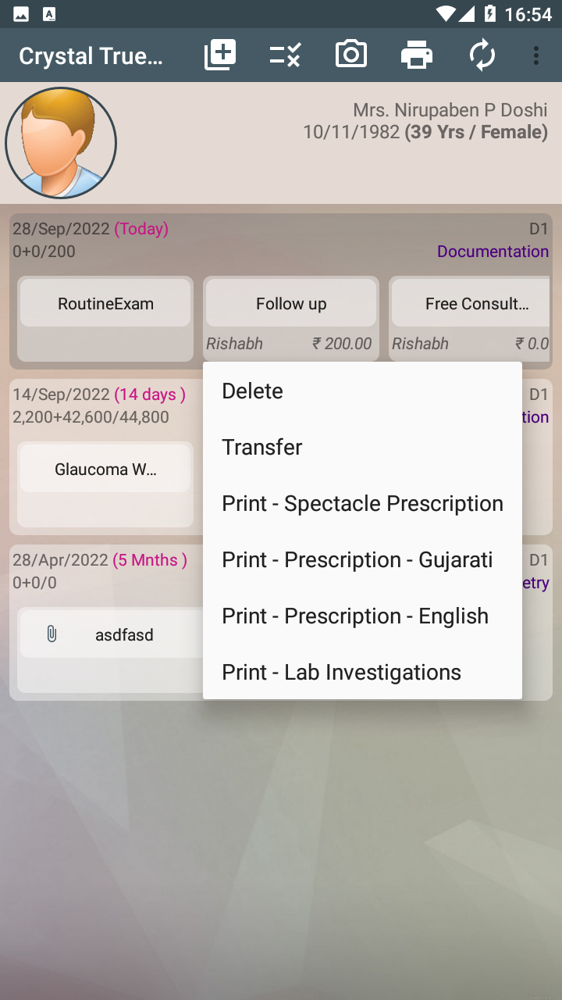 16:54
Crystal True...
Mrs. Nirupaben P Doshi
10/11/1982 (39 Yrs / Female)
28/Sep/2022 (Today) D1
0+0/200 Documentation
RoutineExam Follow up Free Consult...
Rishabh ₹ 200.00 Rishabh ₹ 0.0
14/Sep/2022 (14 days ) D1
2,200+42,600/44,800 tion
Glaucoma W...
28/Apr/2022 (5 Mnths ) D1
0+0/0 etry
asdfasd
Delete
Transfer
Print - Spectacle Prescription
Print - Prescription - Gujarati
Print - Prescription - English
Print - Lab Investigations